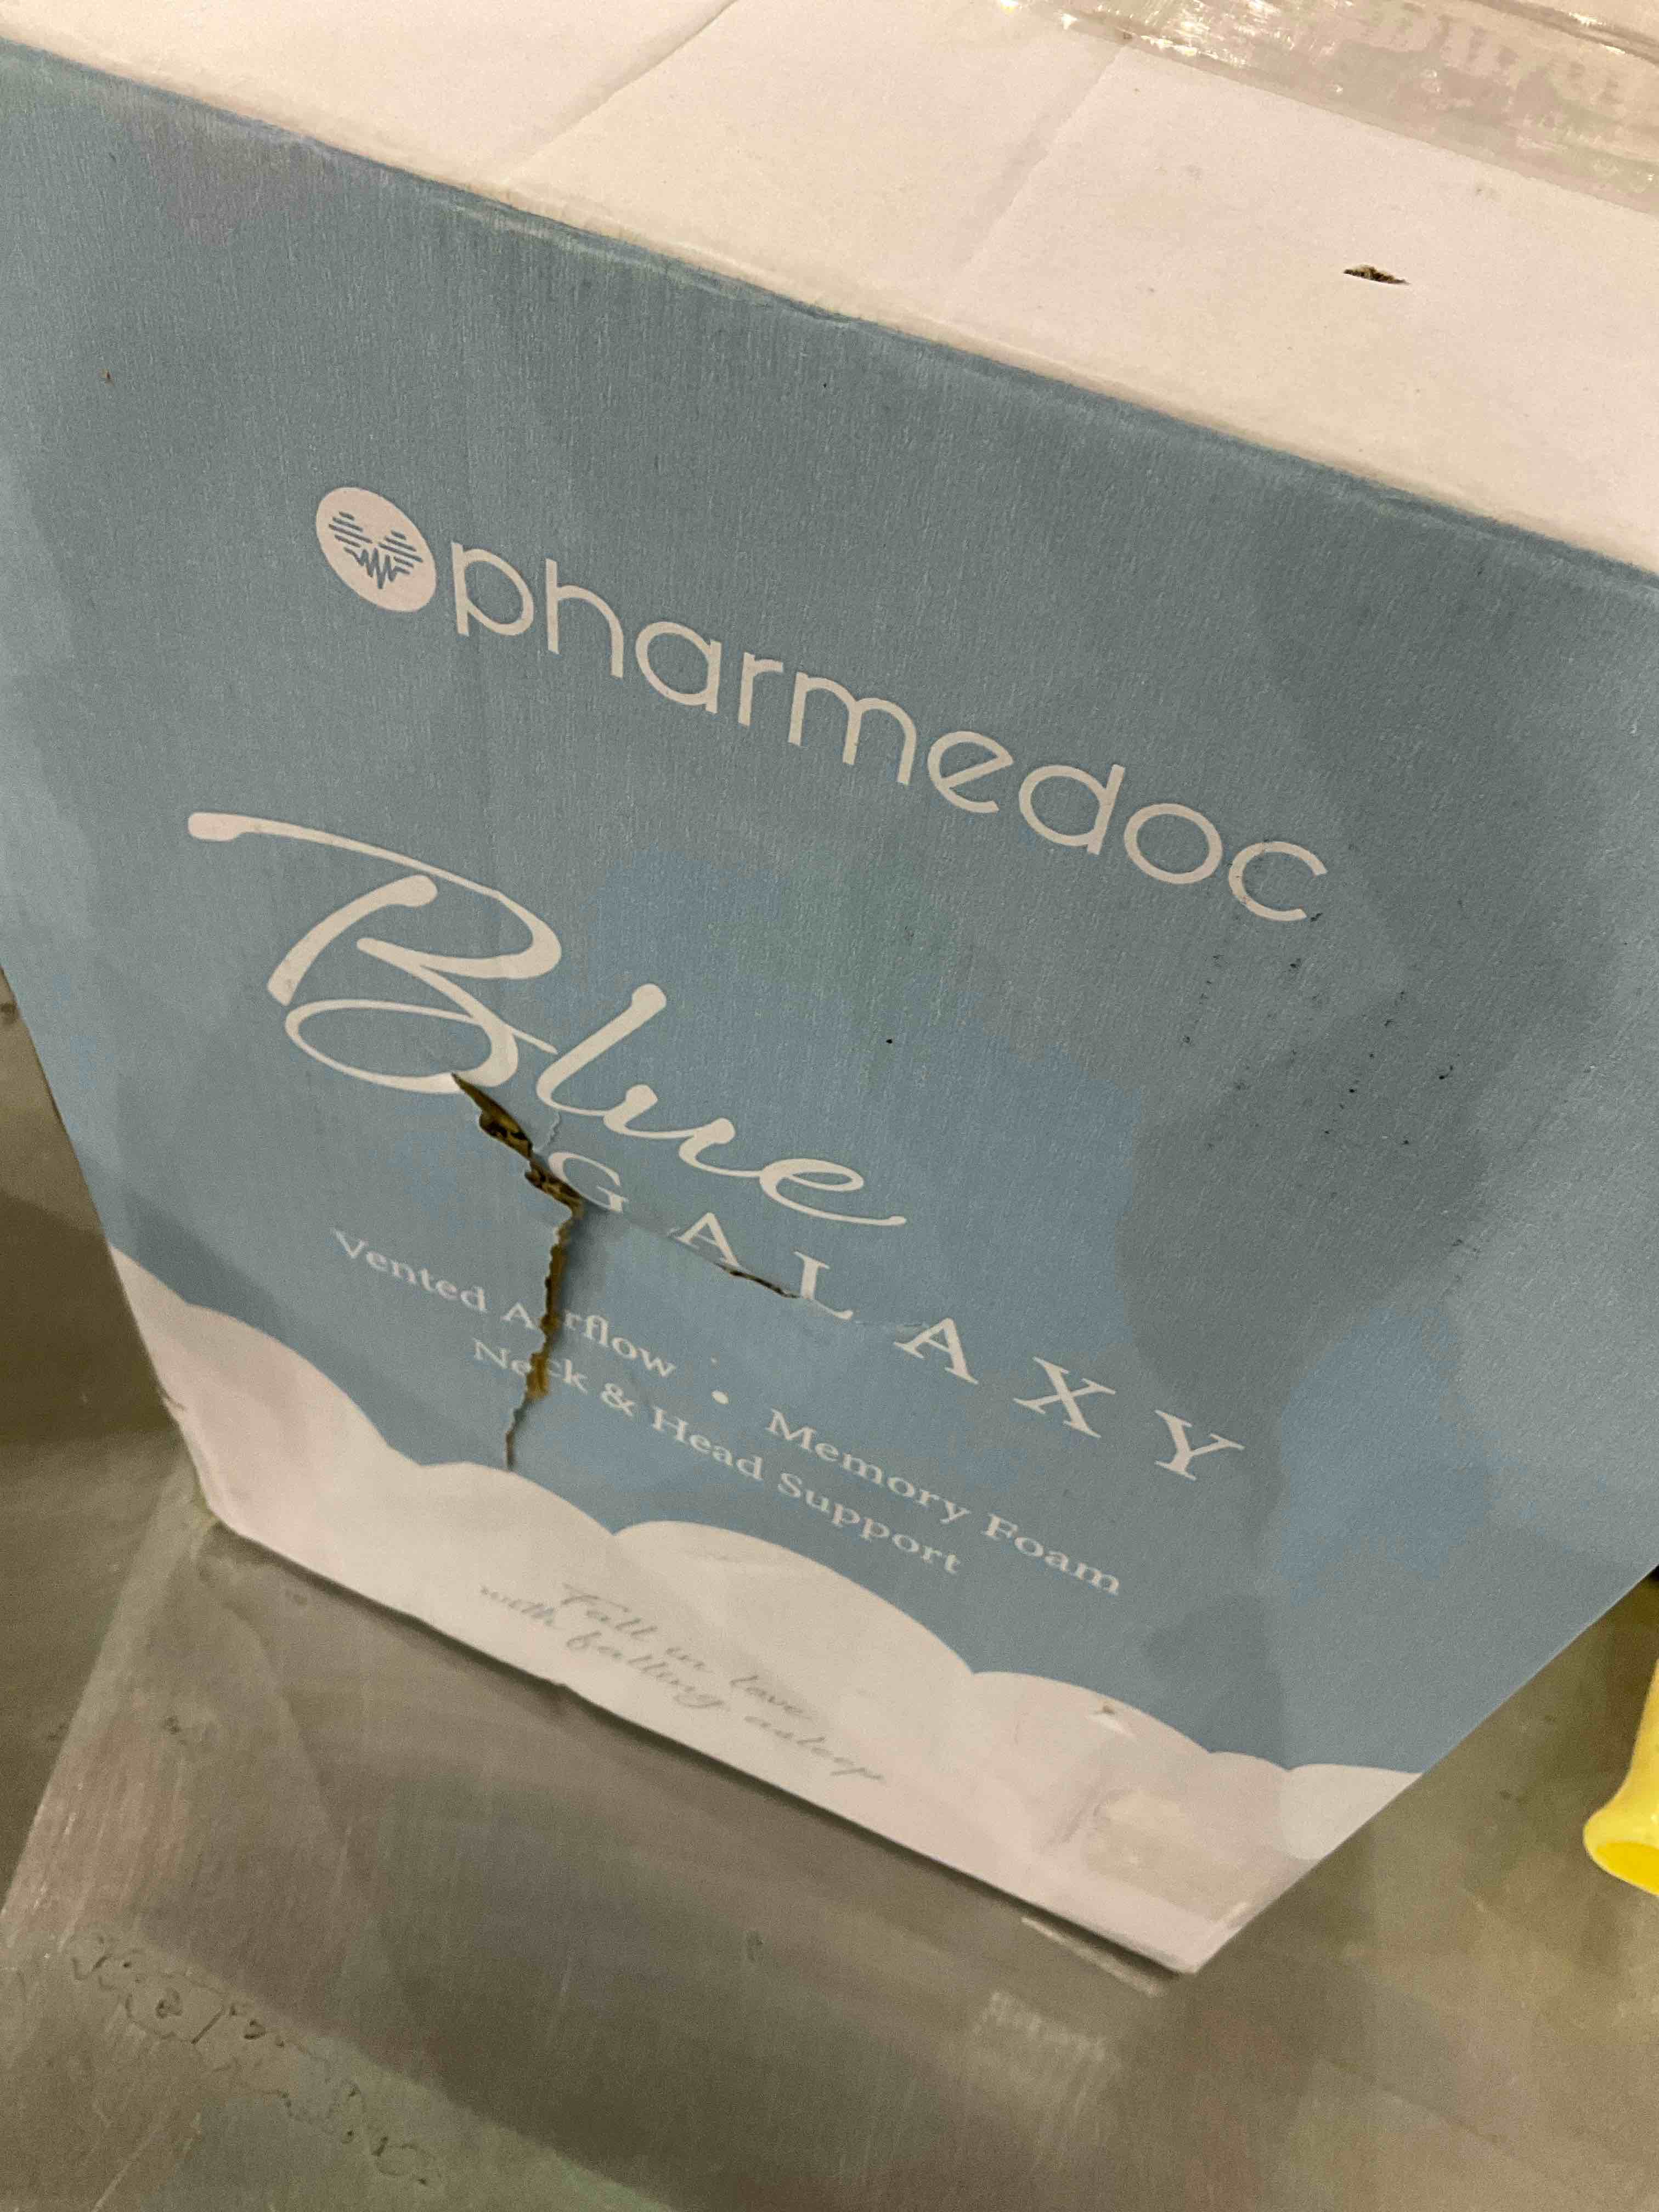 pharmedoc
Blue
GALAXY
Vented Airflow • Memory Foam
Neck & Head Support
Fall in love
with falling asleep